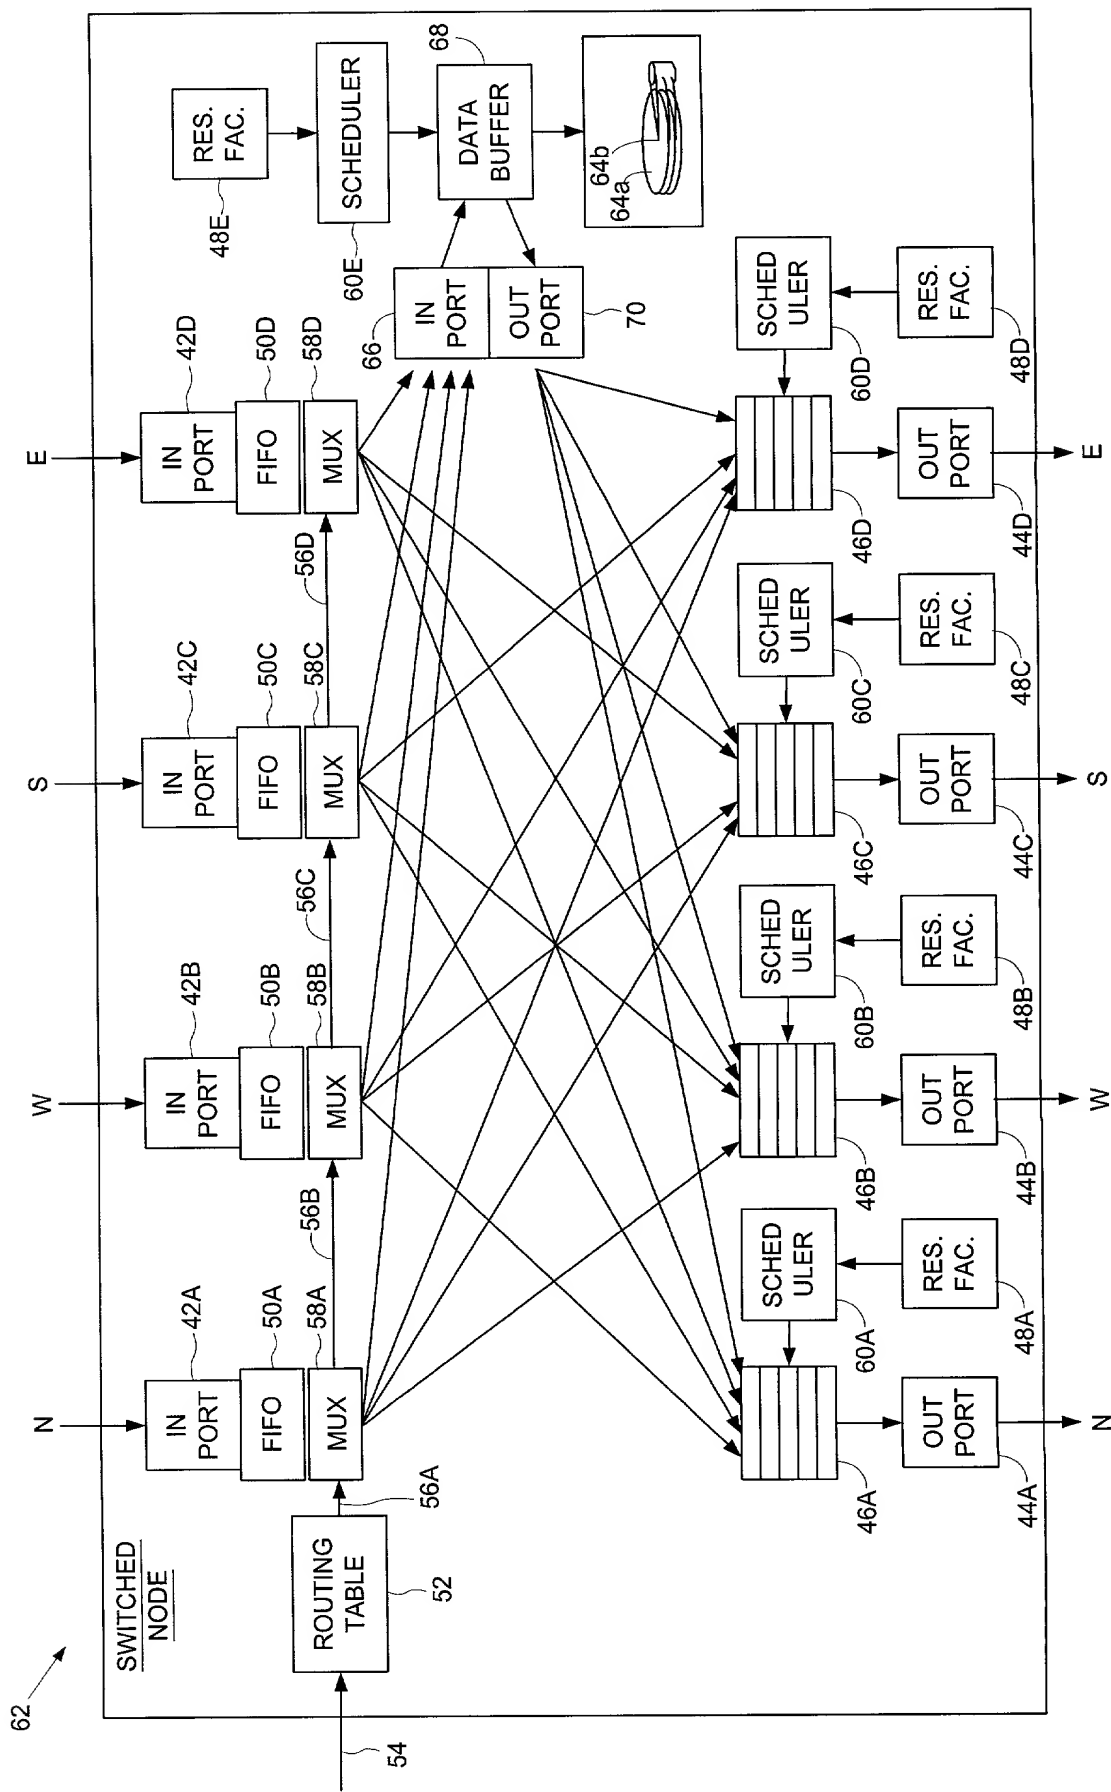 62
SWITCHED
NODE
54
ROUTING
TABLE
52
56A
N
W
S
E
IN
PORT
42A
FIFO
50A
MUX
58A
56B
IN
PORT
42B
FIFO
50B
MUX
58B
56C
IN
PORT
42C
FIFO
50C
MUX
58C
56D
IN
PORT
42D
FIFO
50D
MUX
58D
RES.
FAC.
48E
SCHEDULER
60E
DATA
BUFFER
68
64b
64a
66
IN
PORT
OUT
PORT
70
46A
SCHED
ULER
60A
46B
SCHED
ULER
60B
46C
SCHED
ULER
60C
46D
SCHED
ULER
60D
OUT
PORT
44A
RES.
FAC.
48A
OUT
PORT
44B
RES.
FAC.
48B
OUT
PORT
44C
RES.
FAC.
48C
OUT
PORT
44D
RES.
FAC.
48D
N
W
S
E